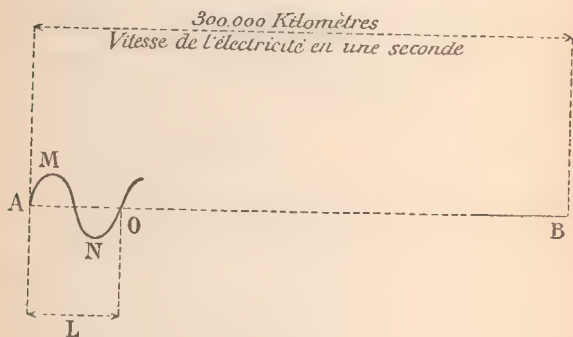 300.000 Kilomètres
Vitesse de l'électricité en une seconde
M
A
O
B
N
L